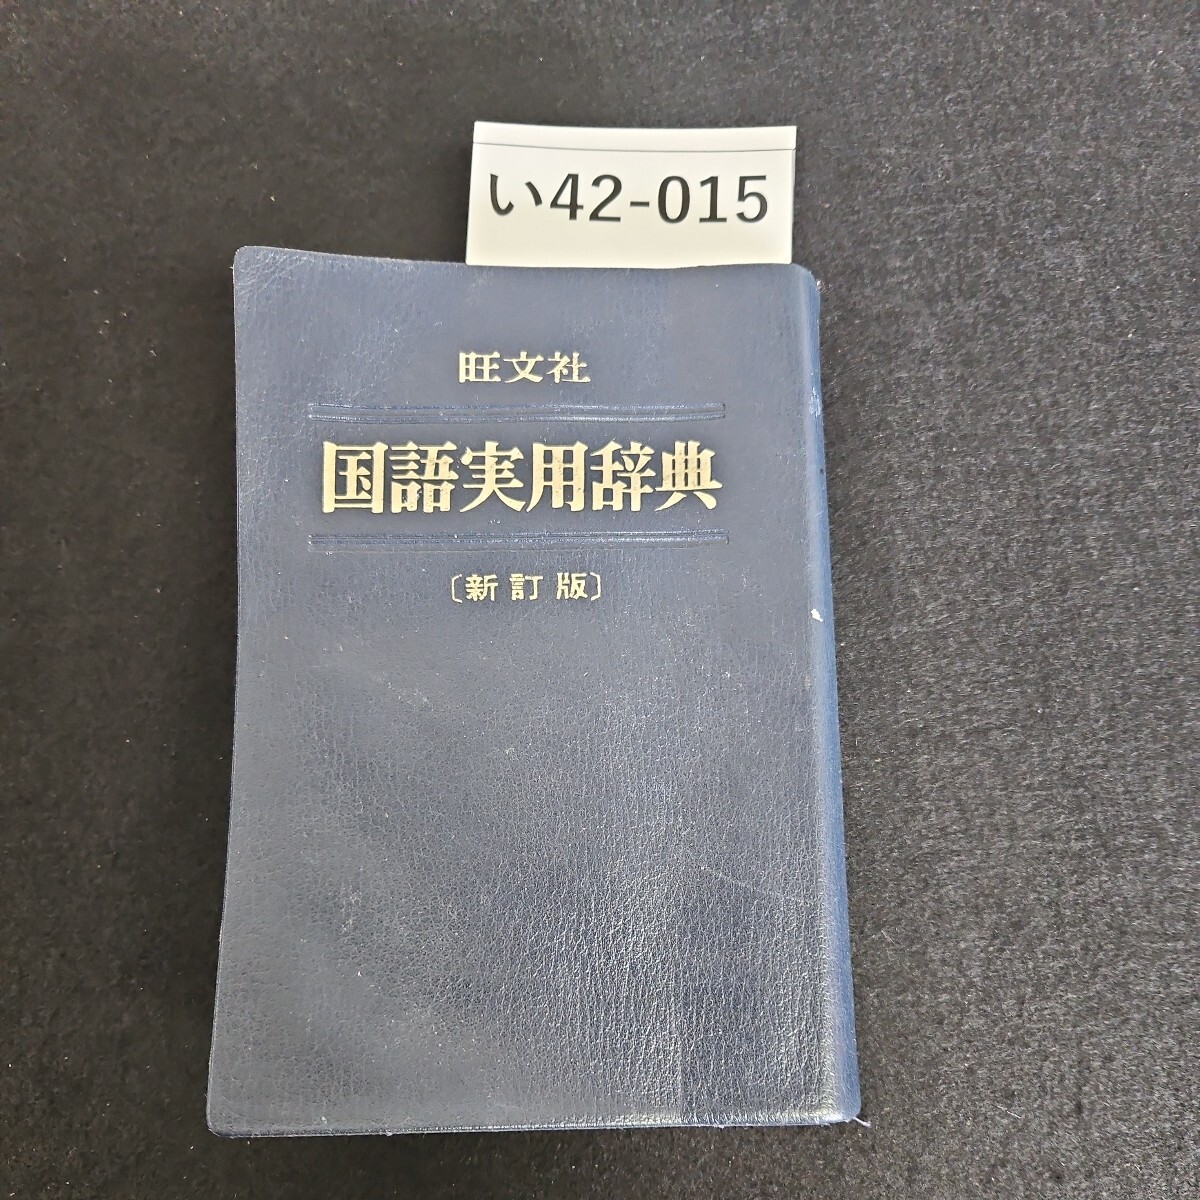 い42-015
旺文社
国語実用辞典
〔新訂版〕